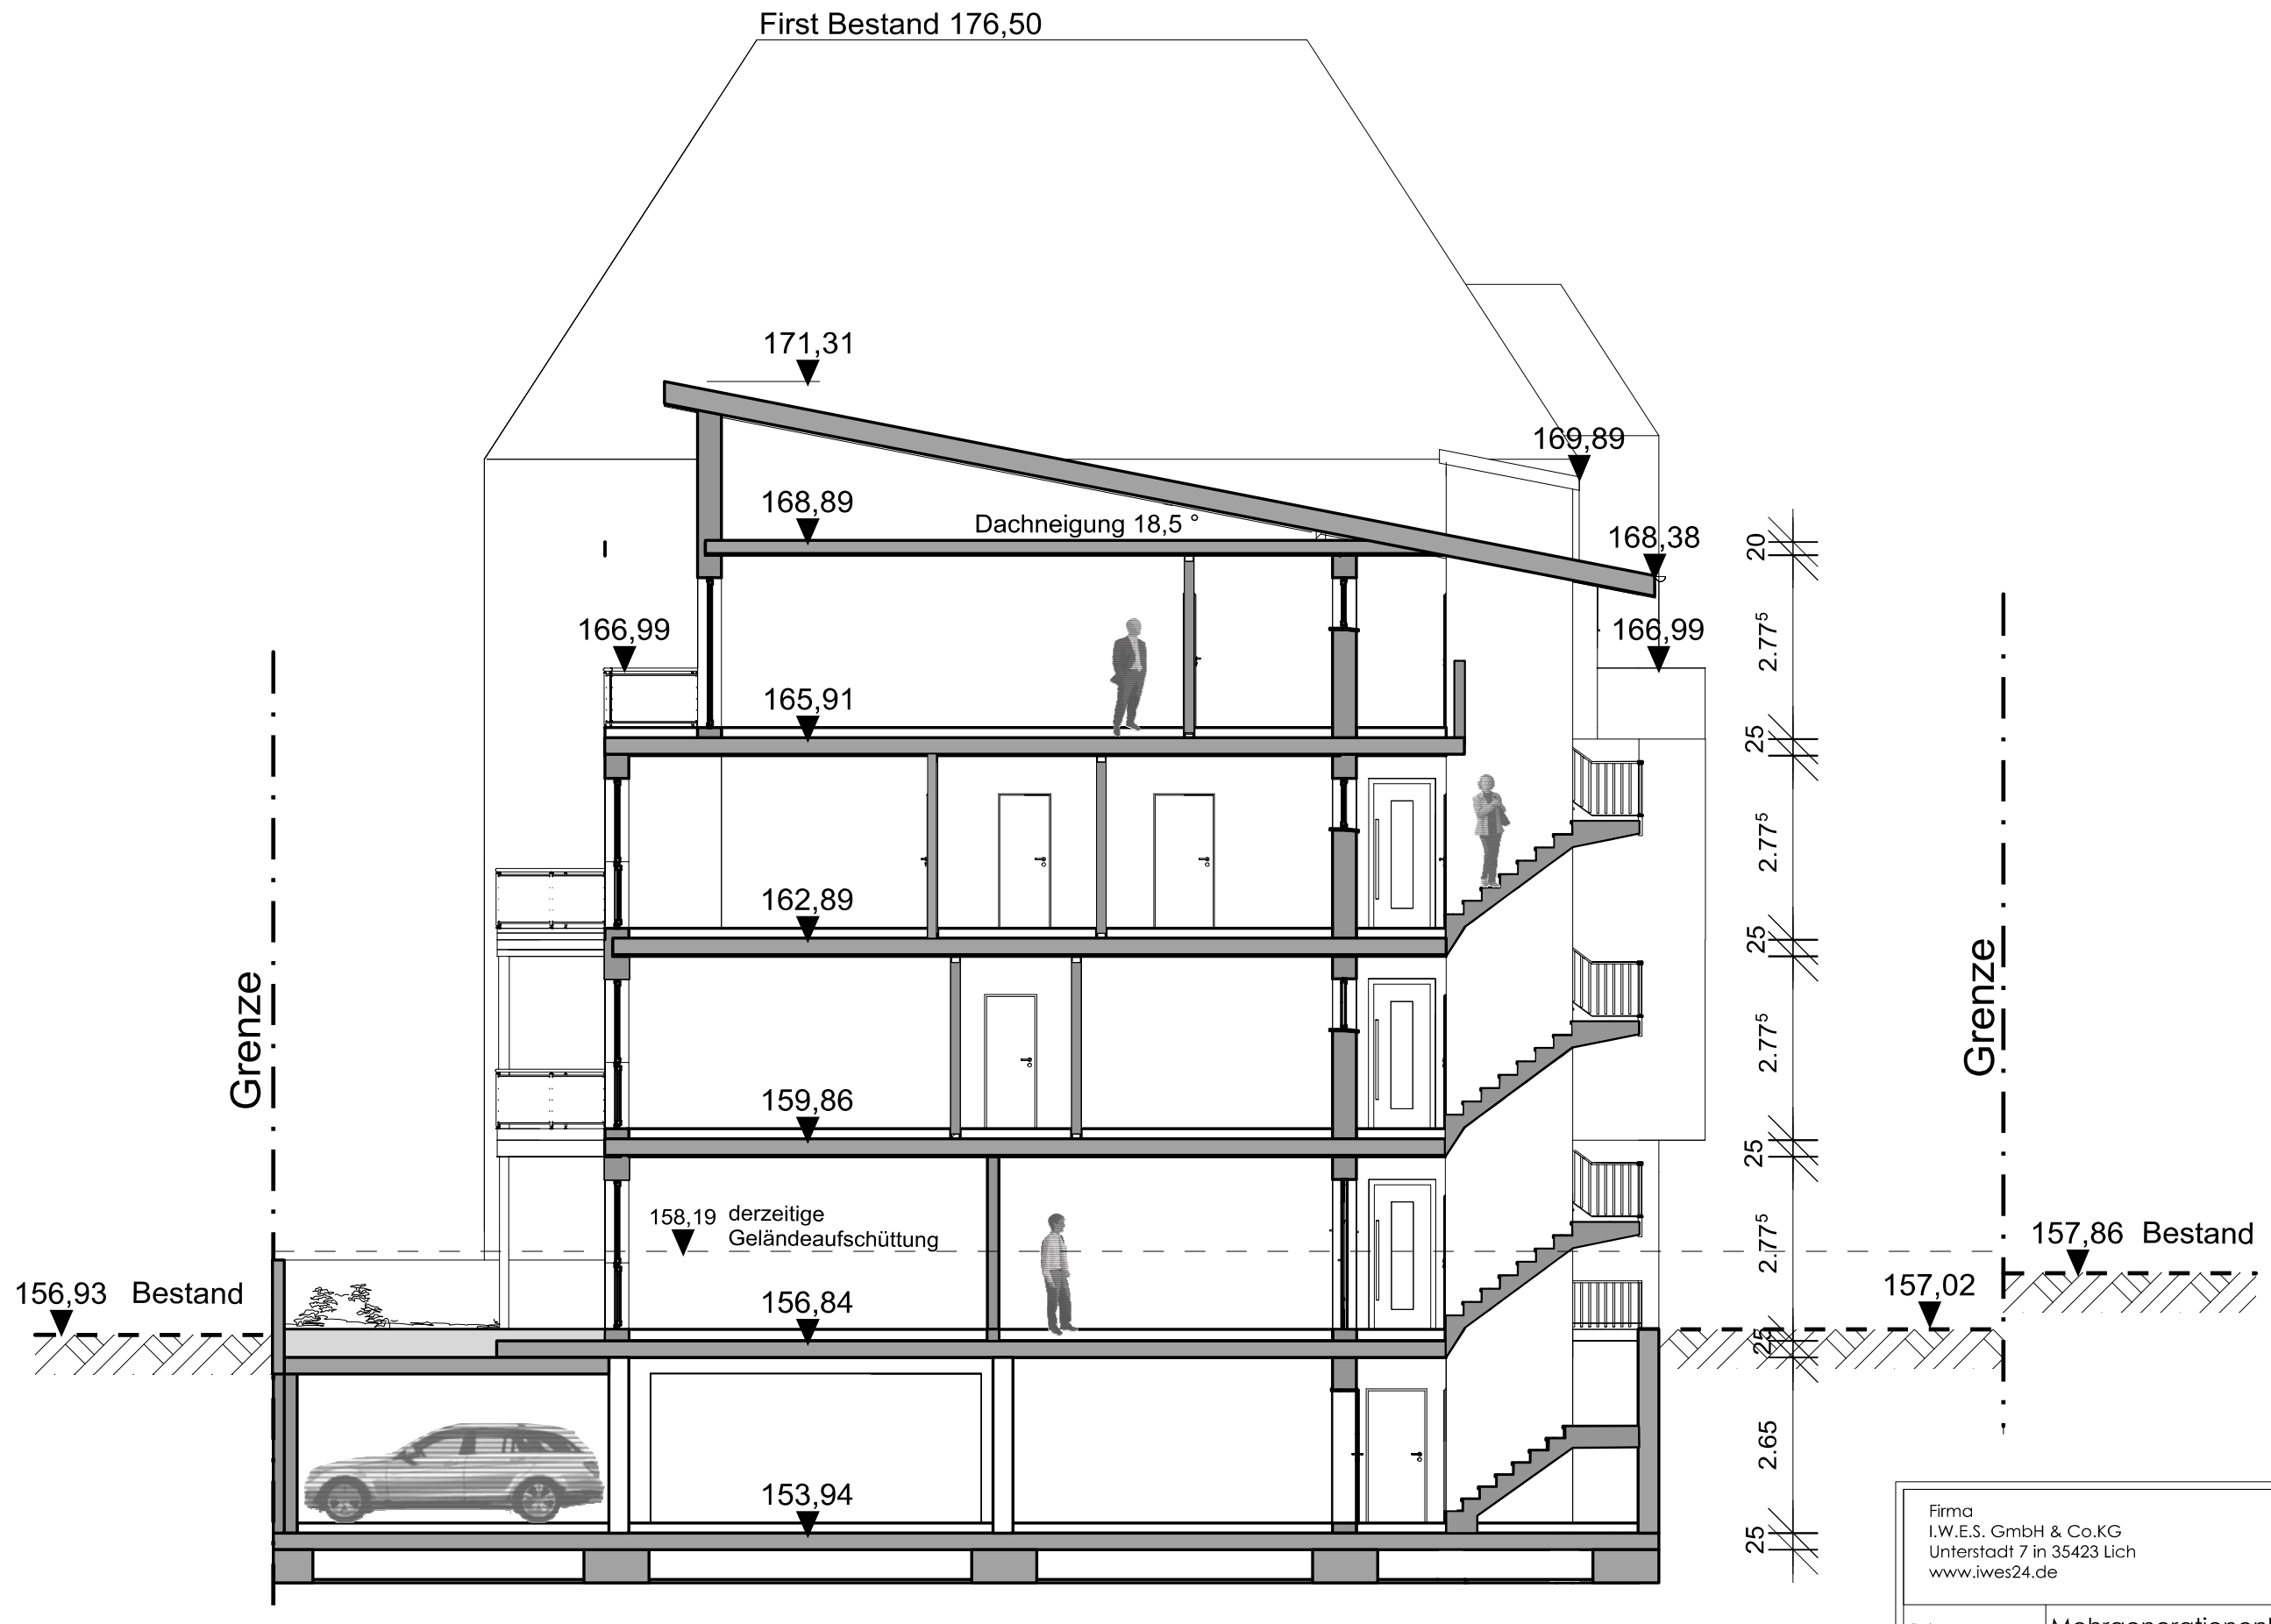 First Bestand 176,50
171,31
169,89
168,89
Dachneigung 18,5 °
168,38
20
166,99
166,99
2.77⁵
165,91
25
2.77⁵
162,89
25
Grenze
Grenze
2.77⁵
159,86
25
158,19 derzeitige
Geländeaufschüttung
2.77⁵
157,86 Bestand
156,93 Bestand
157,02
156,84
25
2.65
153,94
25
Firma
I.W.E.S. GmbH & Co.KG
Unterstadt 7 in 35423 Lich
www.iwes24.de